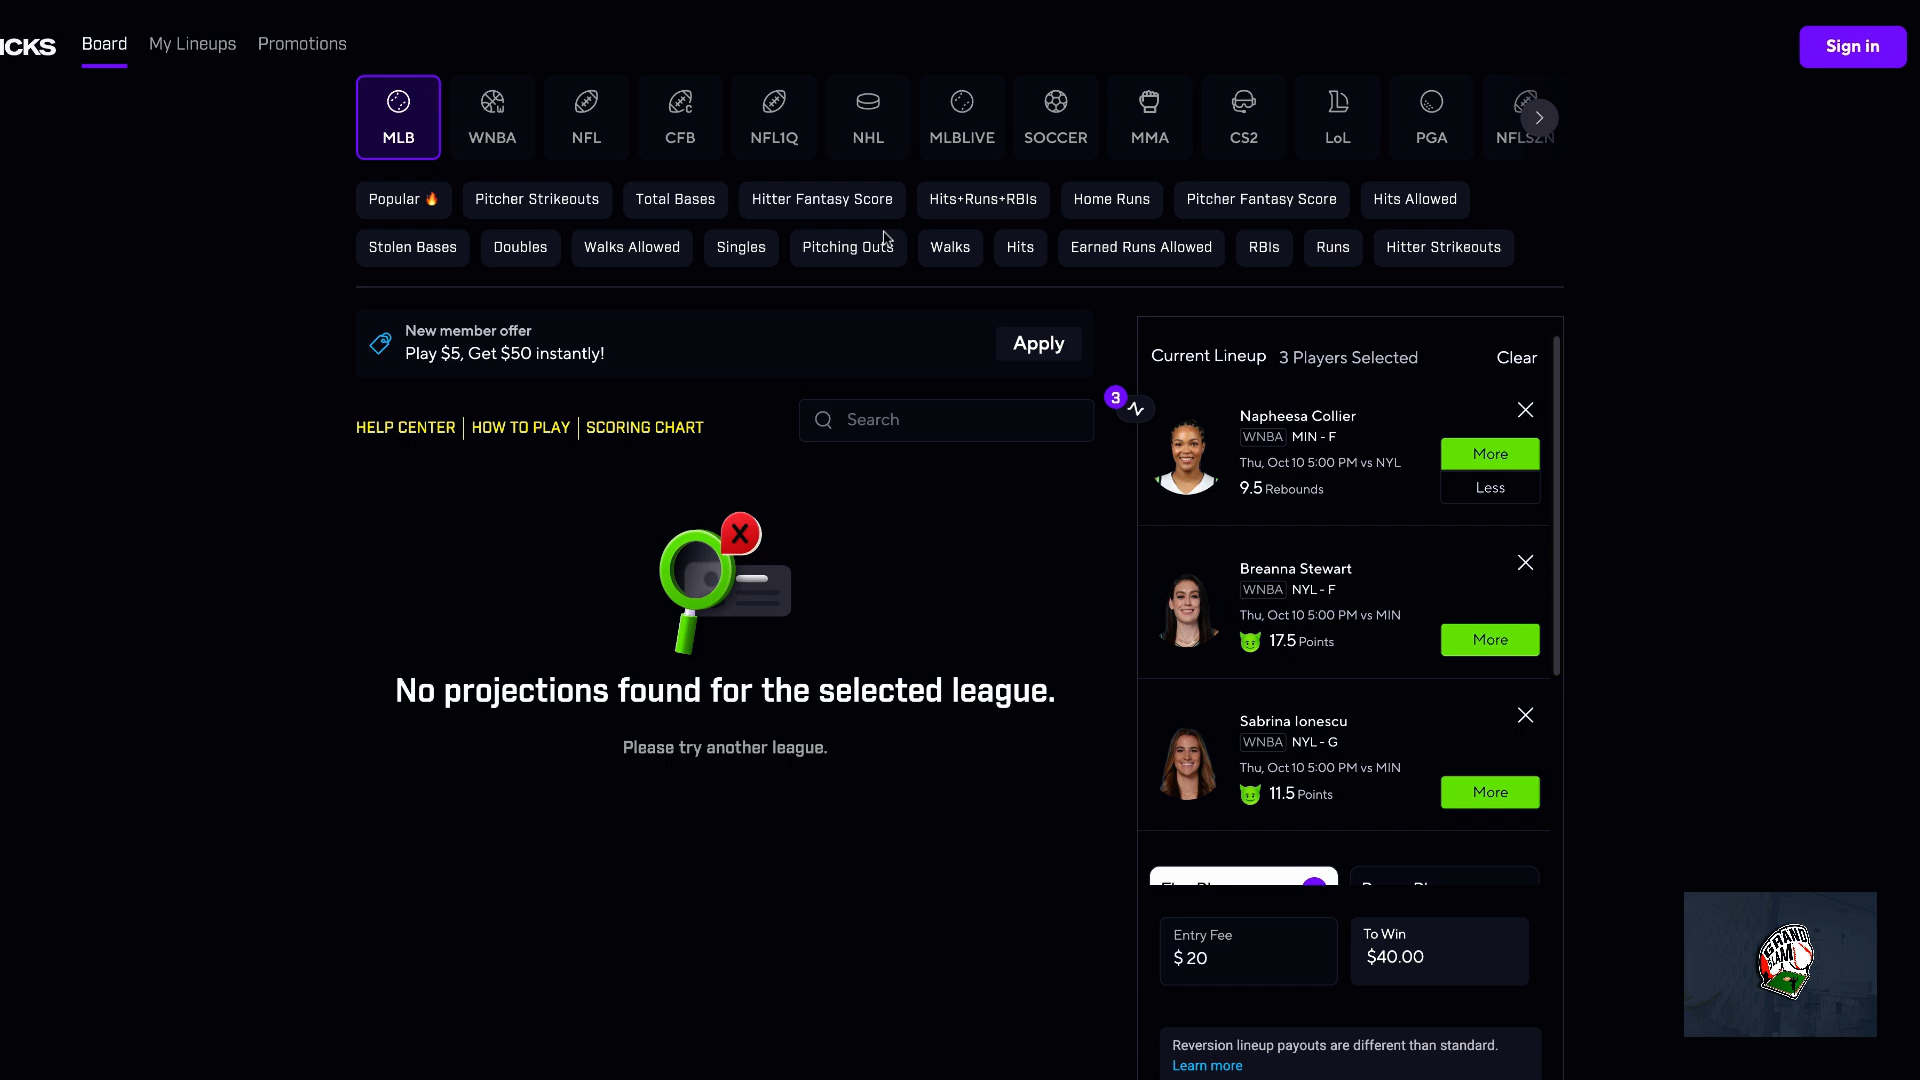 ICKS
Board
My Lineups
Promotions
Sign in
MLB
WNBA
NFL
CFB
NFL1Q
NHL
MLBLIVE
SOCCER
MMA
CS2
LoL
PGA
NFLSZN
Popular
Pitcher Strikeouts
Total Bases
Hitter Fantasy Score
Hits+Runs+RBIs
Home Runs
Pitcher Fantasy Score
Hits Allowed
Stolen Bases
Doubles
Walks Allowed
Singles
Pitching Outs
Walks
Hits
Earned Runs Allowed
RBIs
Runs
Hitter Strikeouts
New member offer
Play $5, Get $50 instantly!
Apply
HELP CENTER
HOW TO PLAY
SCORING CHART
Search
No projections found for the selected league.
Please try another league.
3
Current Lineup
3 Players Selected
Clear
Napheesa Collier
WNBA MIN - F
Thu, Oct 10 5:00 PM vs NYL
9.5 Rebounds
More
Less
Breanna Stewart
WNBA NYL - F
Thu, Oct 10 5:00 PM vs MIN
17.5 Points
More
Sabrina Ionescu
WNBA NYL - G
Thu, Oct 10 5:00 PM vs MIN
11.5 Points
More
Entry Fee
$ 20
To Win
$40.00
Reversion lineup payouts are different than standard.
Learn more
GRAND
SLAM